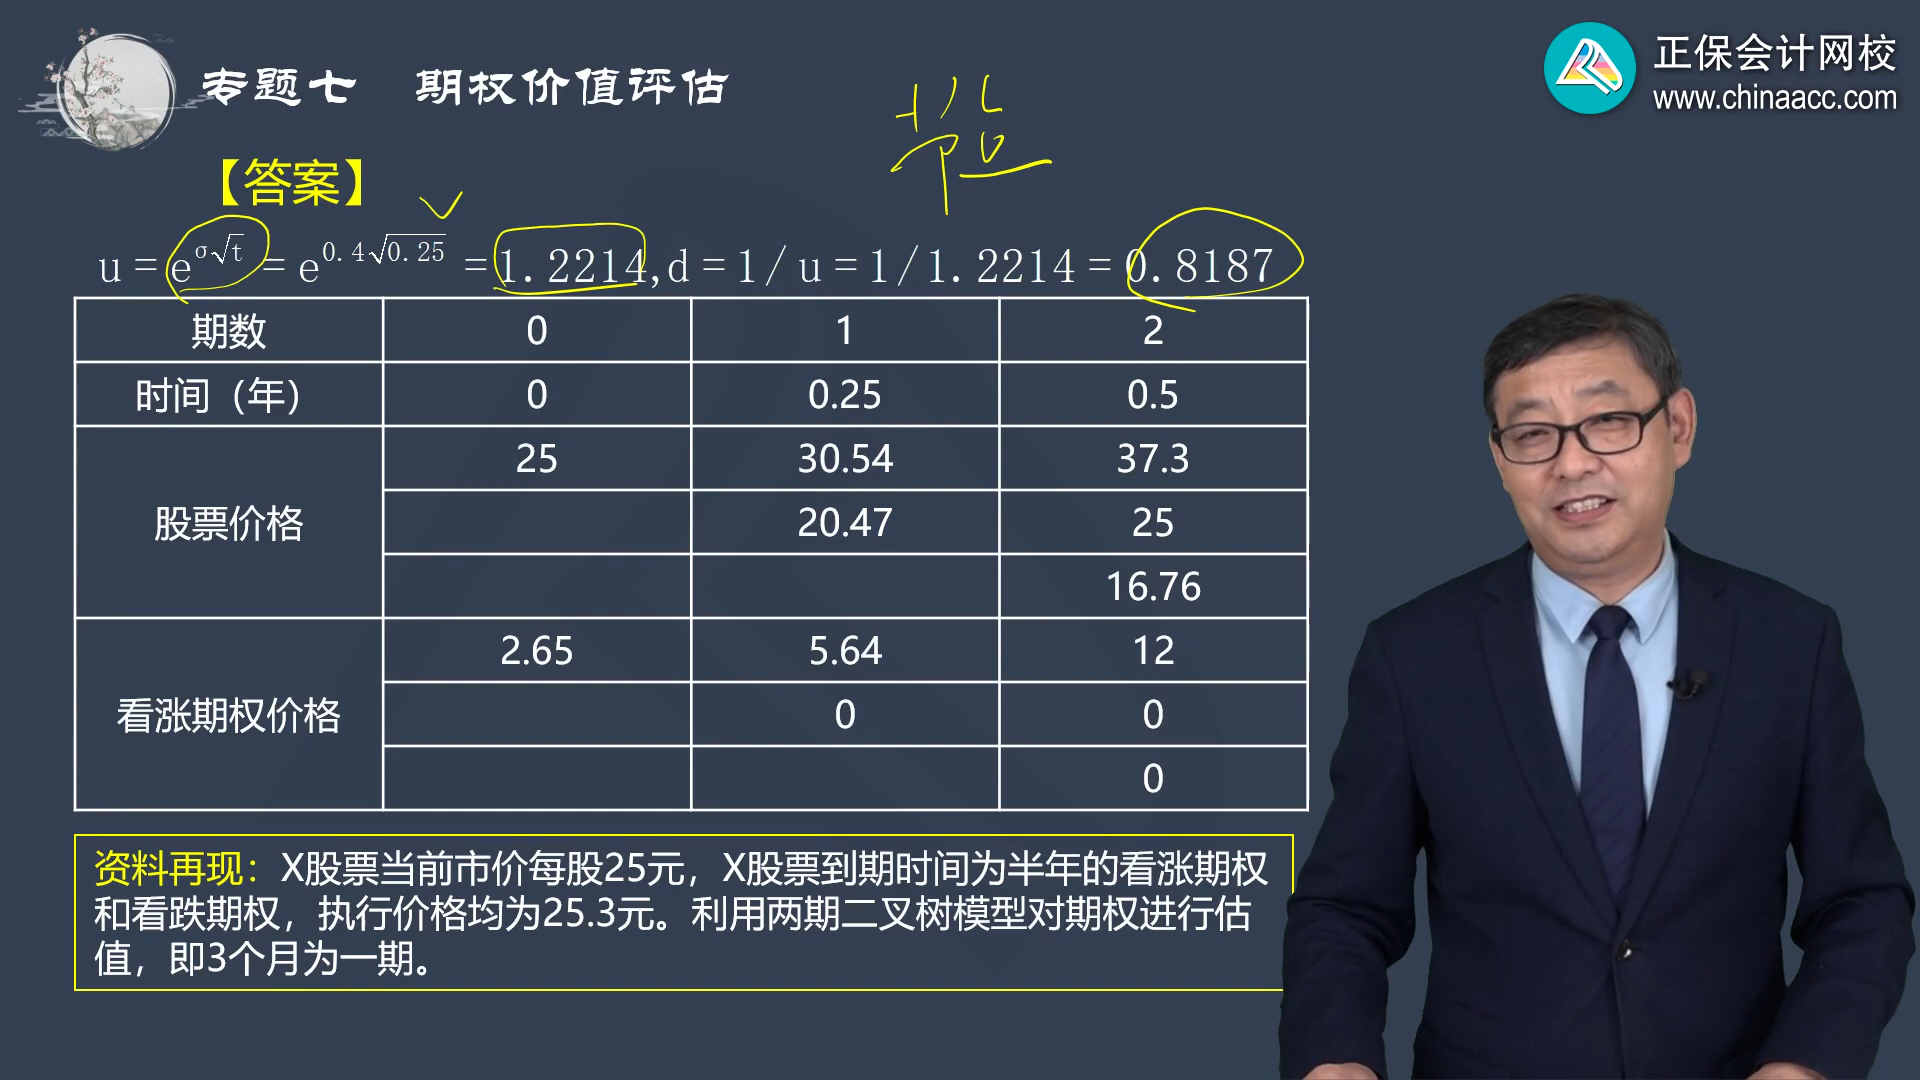 专题七 期权价值评估
正保会计网校
www.chinaacc.com
【答案】
u=e^σ√t=e^0.4√0.25=1.2214,d=1/u=1/1.2214=0.8187
期数 0 1 2
时间（年） 0 0.25 0.5
股票价格 25 30.54 37.3
20.47 25
16.76
看涨期权价格 2.65 5.64 12
0 0
0
资料再现：X股票当前市价每股25元，X股票到期时间为半年的看涨期权
和看跌期权，执行价格均为25.3元。利用两期二叉树模型对期权进行估
值，即3个月为一期。